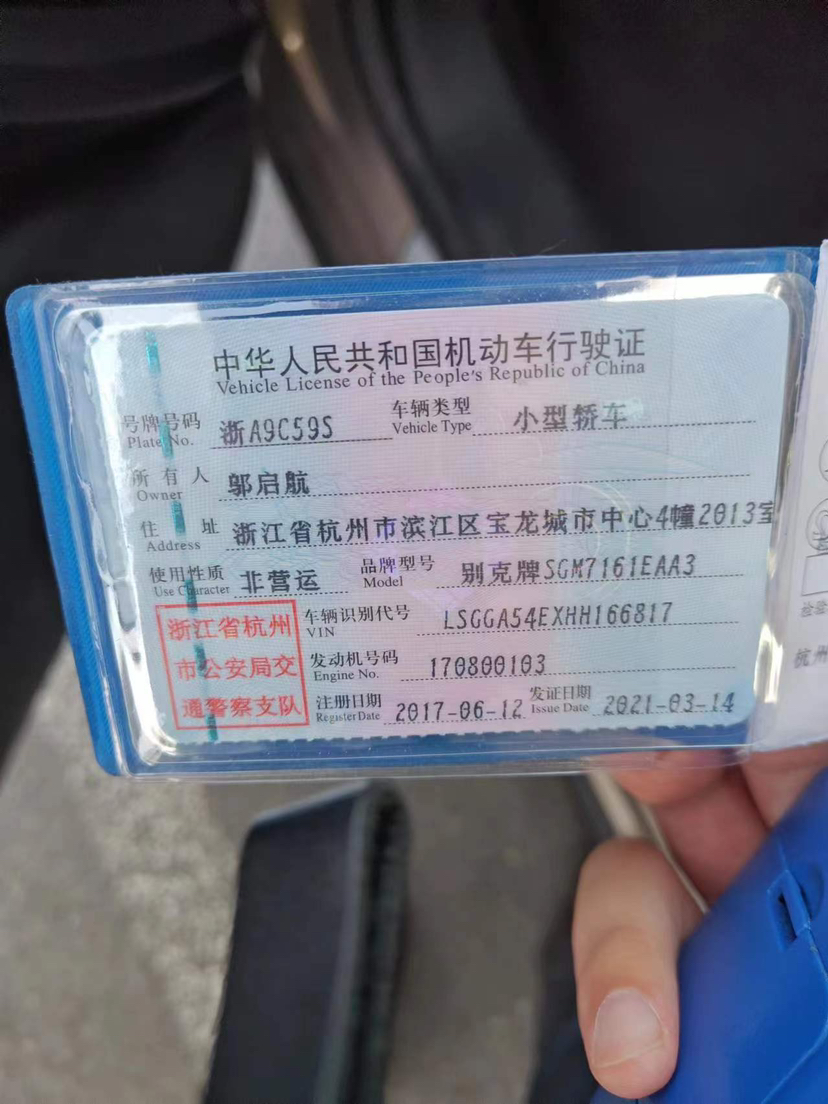 中华人民共和国机动车行驶证
Vehicle License of the People's Republic of China
号牌号码 浙A9C59S 车辆类型 小型轿车
Plate No. Vehicle Type
所有人 邬启航
Owner
住址 浙江省杭州市滨江区宝龙城市中心4幢2013室
Address
使用性质 非营运 品牌型号 别克牌SGM7161EAA3
Use Character Model
浙江省杭州 车辆识别代号 LSGGA54EXHH166817
VIN
市公安局交 发动机号码 170800103
Engine No.
通警察支队 注册日期 2017-06-12 发证日期 2021-03-14
Register Date Issue Date
检验
杭州